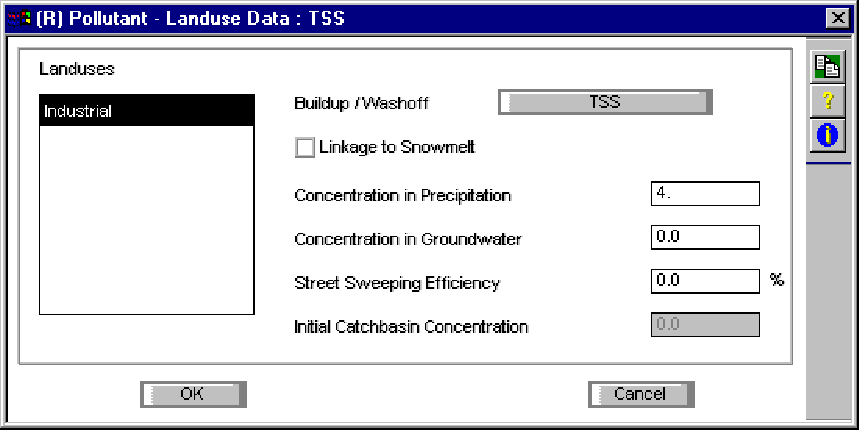 (R) Pollutant - Landuse Data : TSS
Landuses
Industrial
Buildup / Washoff TSS
Linkage to Snowmelt
Concentration in Precipitation 4.
Concentration in Groundwater 0.0
Street Sweeping Efficiency 0.0 %
Initial Catchbasin Concentration 0.0
OK Cancel